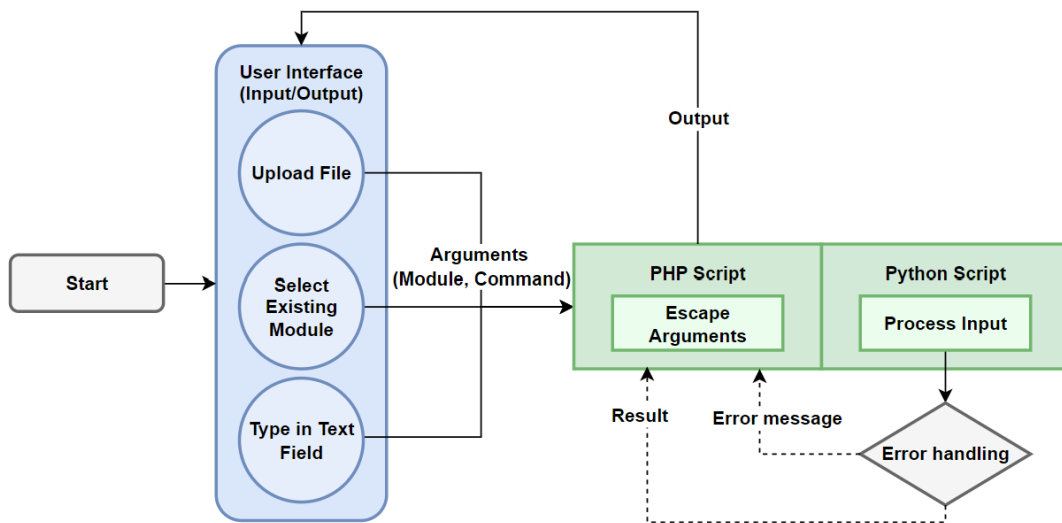 User Interface
(Input/Output)
Output
Upload File
Arguments
(Module, Command)
PHP Script
Python Script
Start
Select
Existing
Module
Escape
Arguments
Process Input
Result
Error message
Type in Text
Field
Error handling